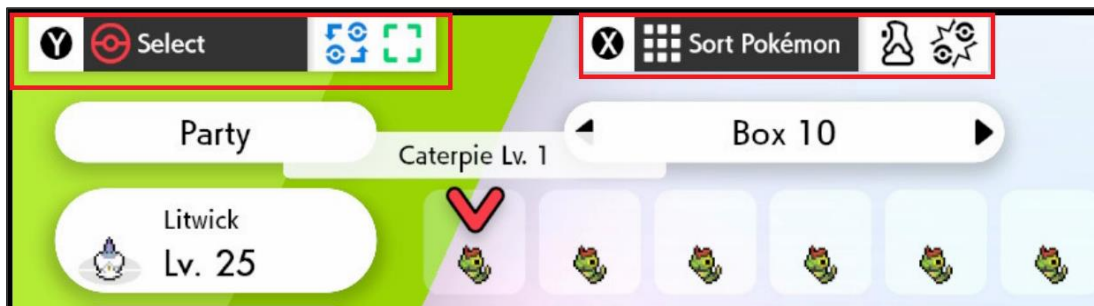 Y Select
X Sort Pokémon
Party
Box 10
Caterpie Lv. 1
Litwick
Lv. 25